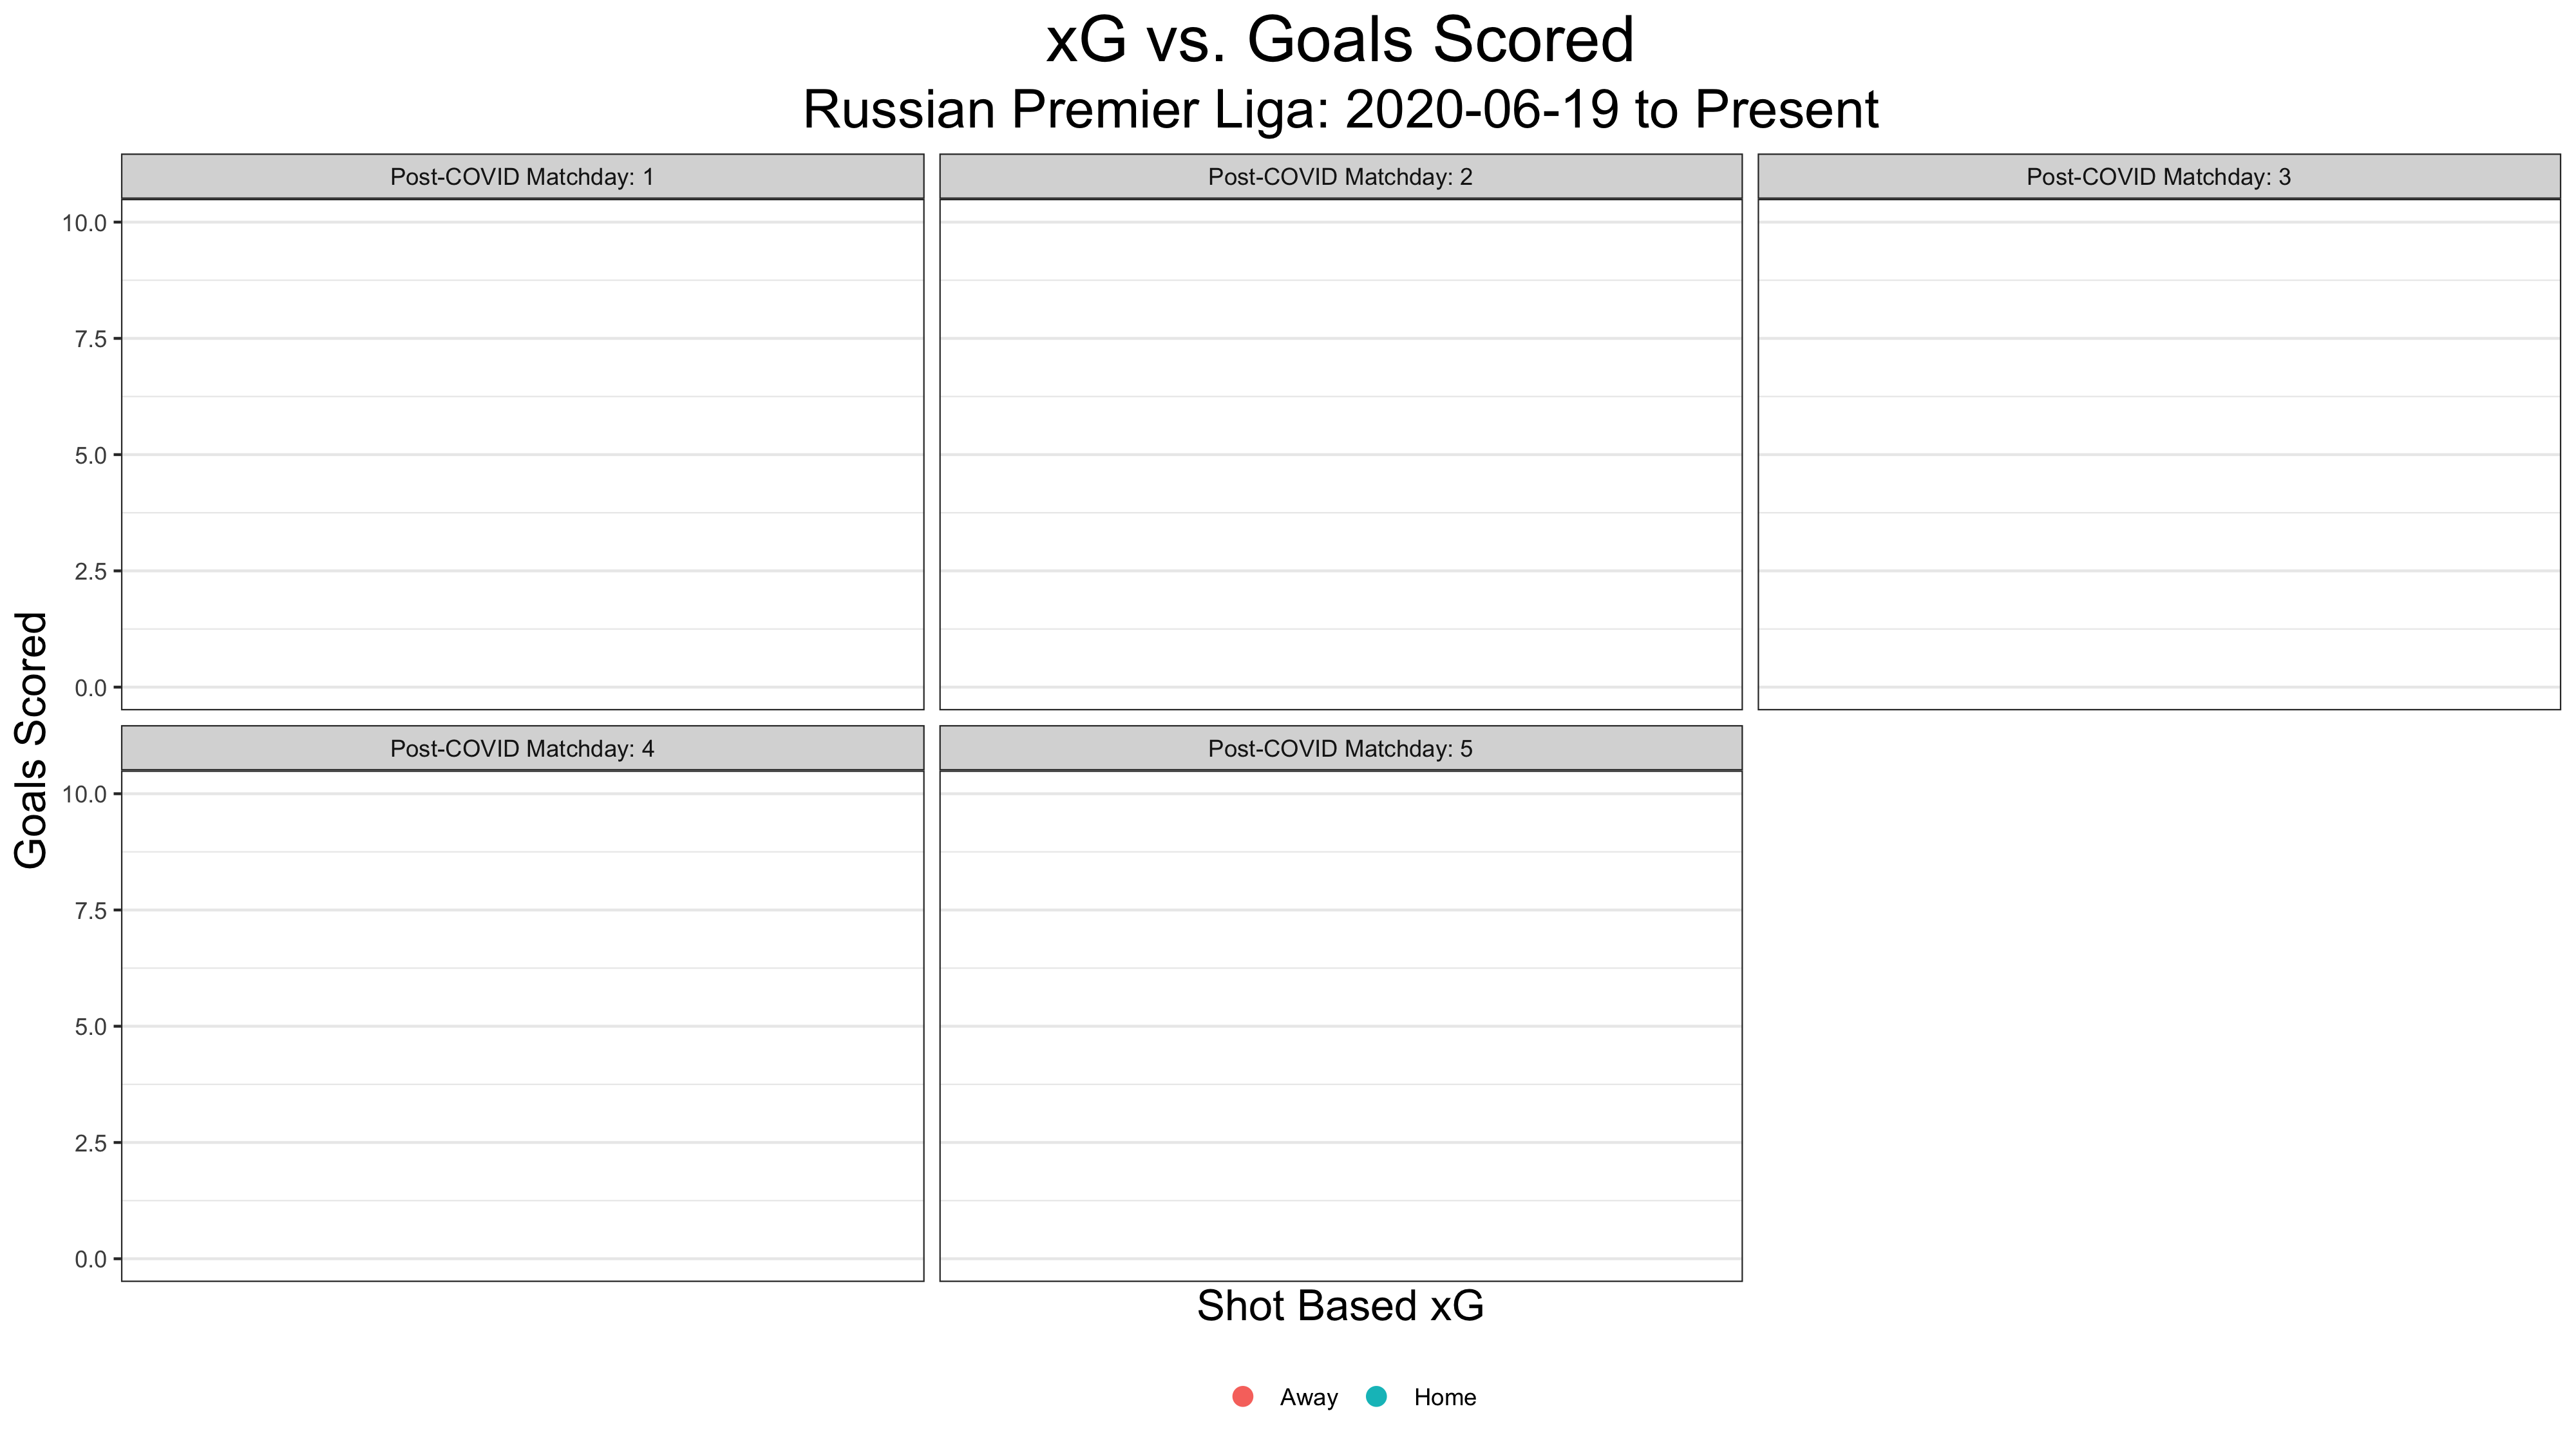 xG vs. Goals Scored
Russian Premier Liga: 2020-06-19 to Present
Post-COVID Matchday: 1
Post-COVID Matchday: 2
Post-COVID Matchday: 3
10.0
7.5
5.0
2.5
0.0
Goals Scored
Post-COVID Matchday: 4
Post-COVID Matchday: 5
10.0
7.5
5.0
2.5
0.0
Shot Based xG
Away
Home